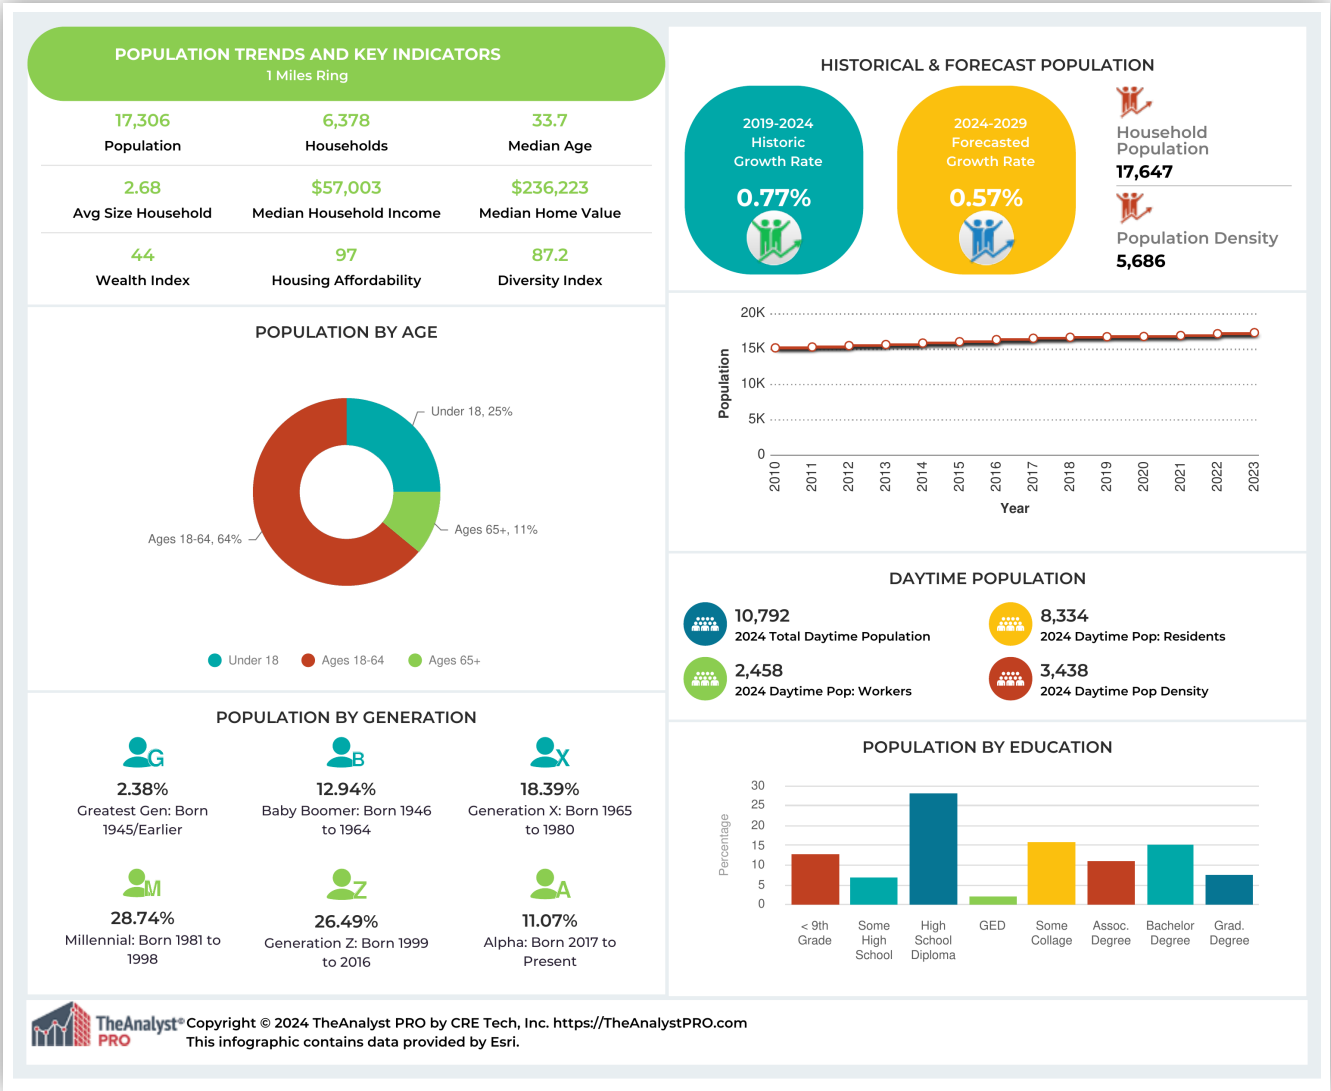 POPULATION TRENDS AND KEY INDICATORS
1 Miles Ring
17,306
Population
6,378
Households
33.7
Median Age
2.68
Avg Size Household
$57,003
Median Household Income
$236,223
Median Home Value
44
Wealth Index
97
Housing Affordability
87.2
Diversity Index
POPULATION BY AGE
Under 18, 25%
Ages 65+, 11%
Ages 18-64, 64%
Under 18
Ages 18-64
Ages 65+
POPULATION BY GENERATION
G
2.38%
Greatest Gen: Born
1945/Earlier
B
12.94%
Baby Boomer: Born 1946
to 1964
X
18.39%
Generation X: Born 1965
to 1980
M
28.74%
Millennial: Born 1981 to
1998
Z
26.49%
Generation Z: Born 1999
to 2016
A
11.07%
Alpha: Born 2017 to
Present
HISTORICAL & FORECAST POPULATION
2019-2024
Historic
Growth Rate
0.77%
2024-2029
Forecasted
Growth Rate
0.57%
Household
Population
17,647
Population Density
5,686
Population
20K
15K
10K
5K
0
2010
2011
2012
2013
2014
2015
2016
2017
2018
2019
2020
2021
2022
2023
Year
DAYTIME POPULATION
10,792
2024 Total Daytime Population
8,334
2024 Daytime Pop: Residents
2,458
2024 Daytime Pop: Workers
3,438
2024 Daytime Pop Density
POPULATION BY EDUCATION
Percentage
30
25
20
15
10
5
0
< 9th
Grade
Some
High
School
High
School
Diploma
GED
Some
Collage
Assoc.
Degree
Bachelor
Degree
Grad.
Degree
TheAnalyst®
PRO
Copyright © 2024 TheAnalyst PRO by CRE Tech, Inc. https://TheAnalystPRO.com
This infographic contains data provided by Esri.